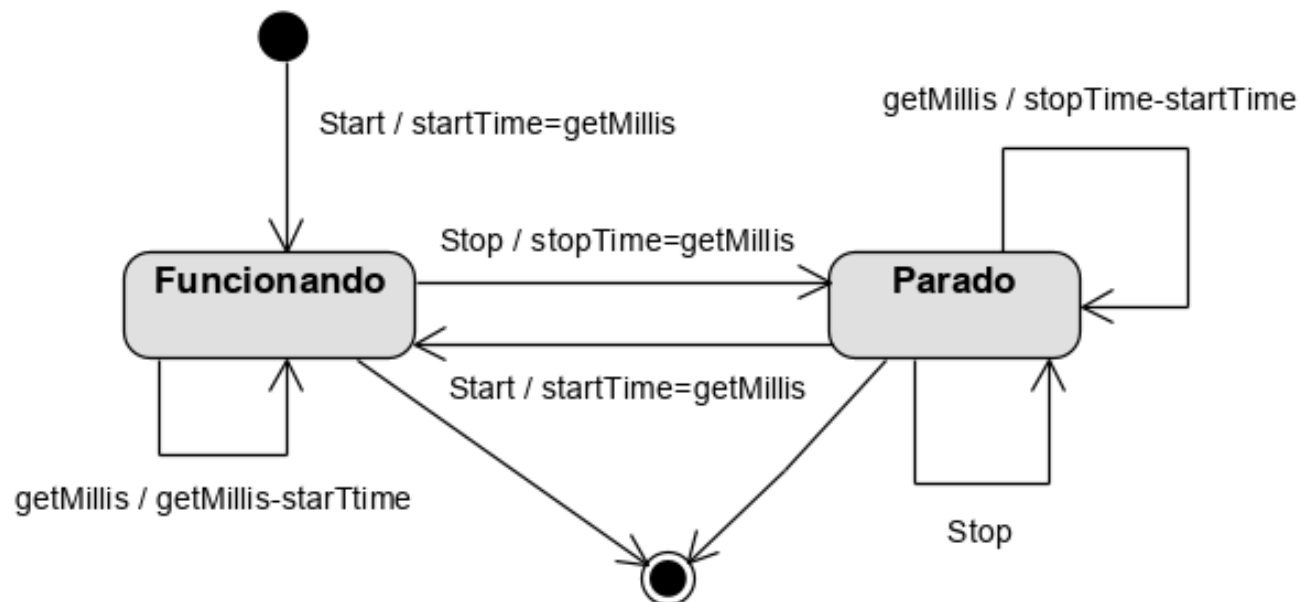 getMillis / stopTime-startTime
Start / startTime=getMillis
Stop / stopTime=getMillis
Funcionando
Parado
Start / startTime=getMillis
getMillis / getMillis-starTtime
Stop